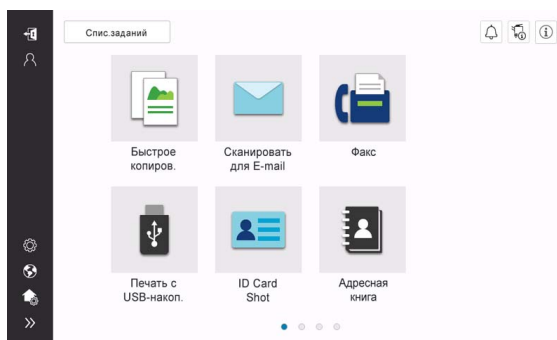 Спис.заданий
Быстрое
копиров.
Сканировать
для E-mail
Факс
Печать с
USB-накоп.
ID Card
Shot
Адресная
книга